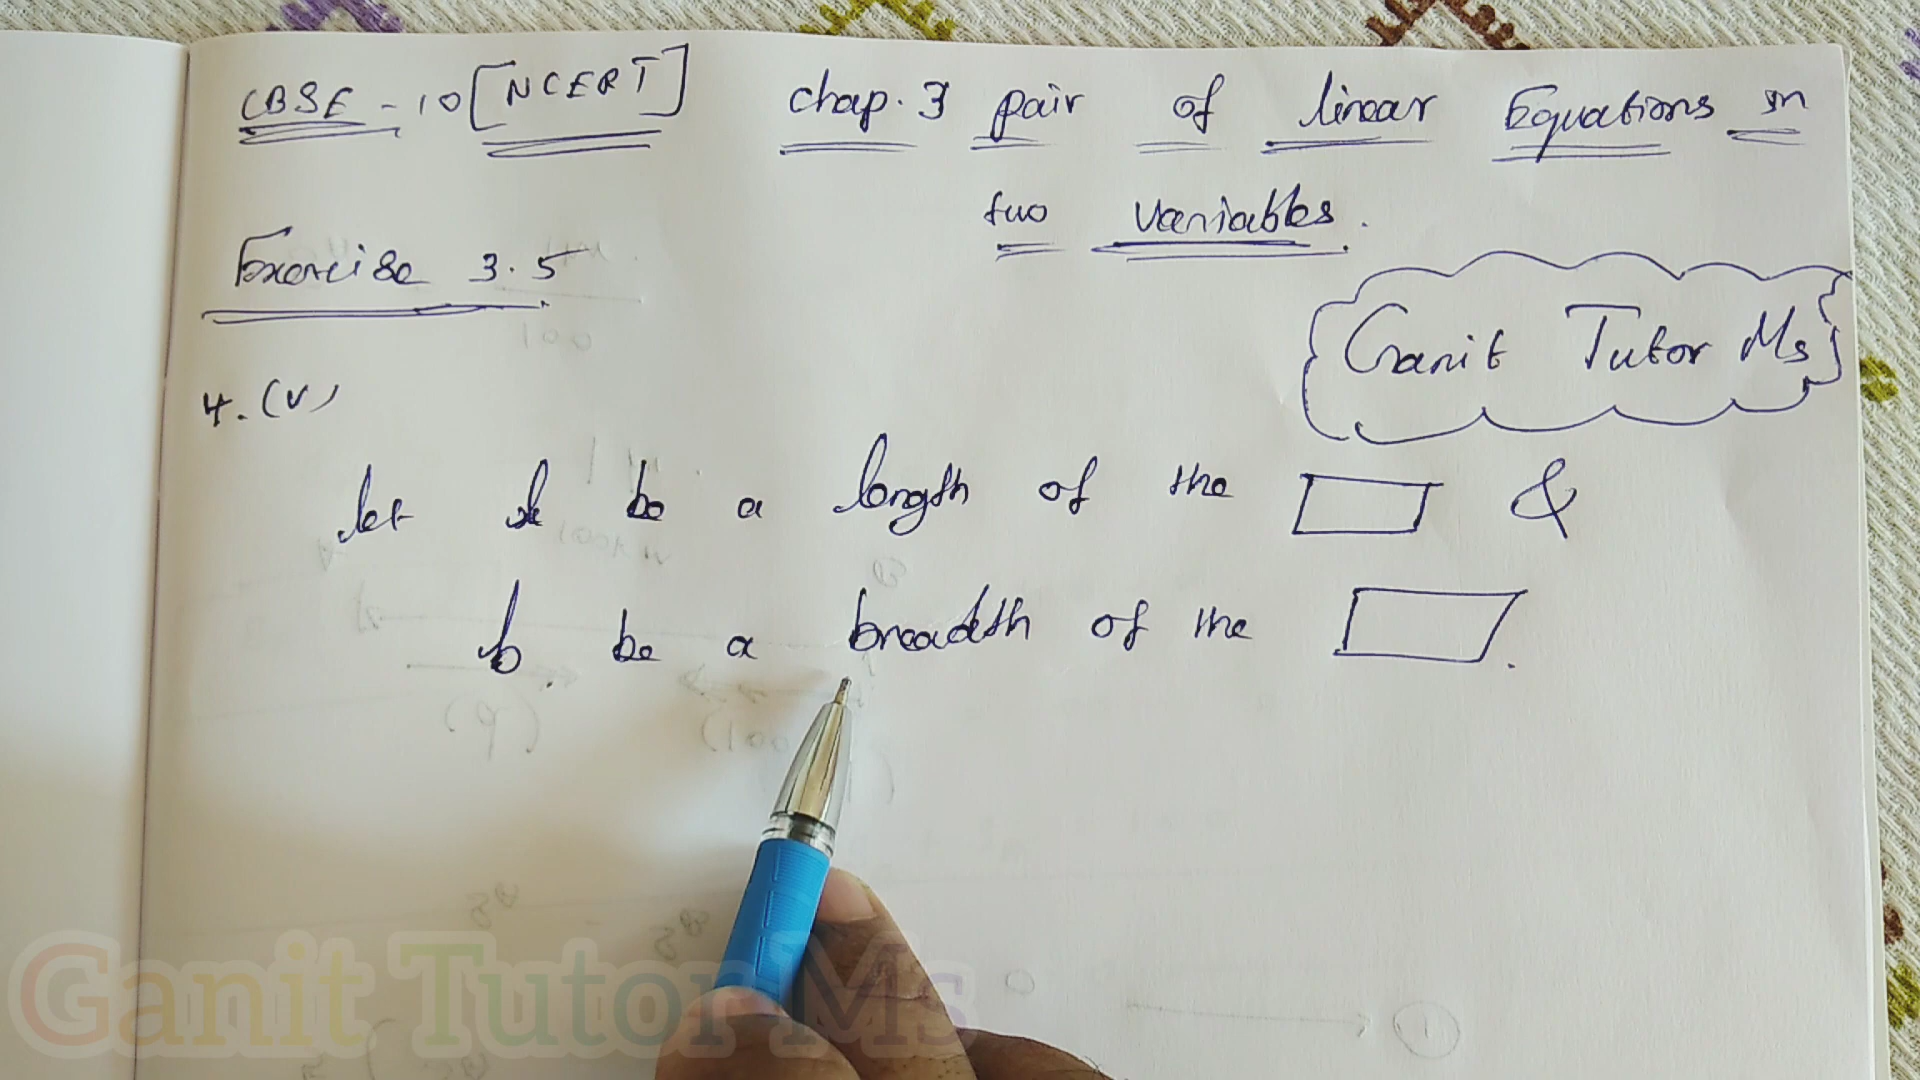 CBSE - 10 [NCERT] chap. 3 pair of linear Equations in
two variables.
Exercise 3.5
Ganit Tutor Ms
4. (v)
let l be a length of the ▭ &
b be a breadth of the ▭.
Ganit Tutor Ms